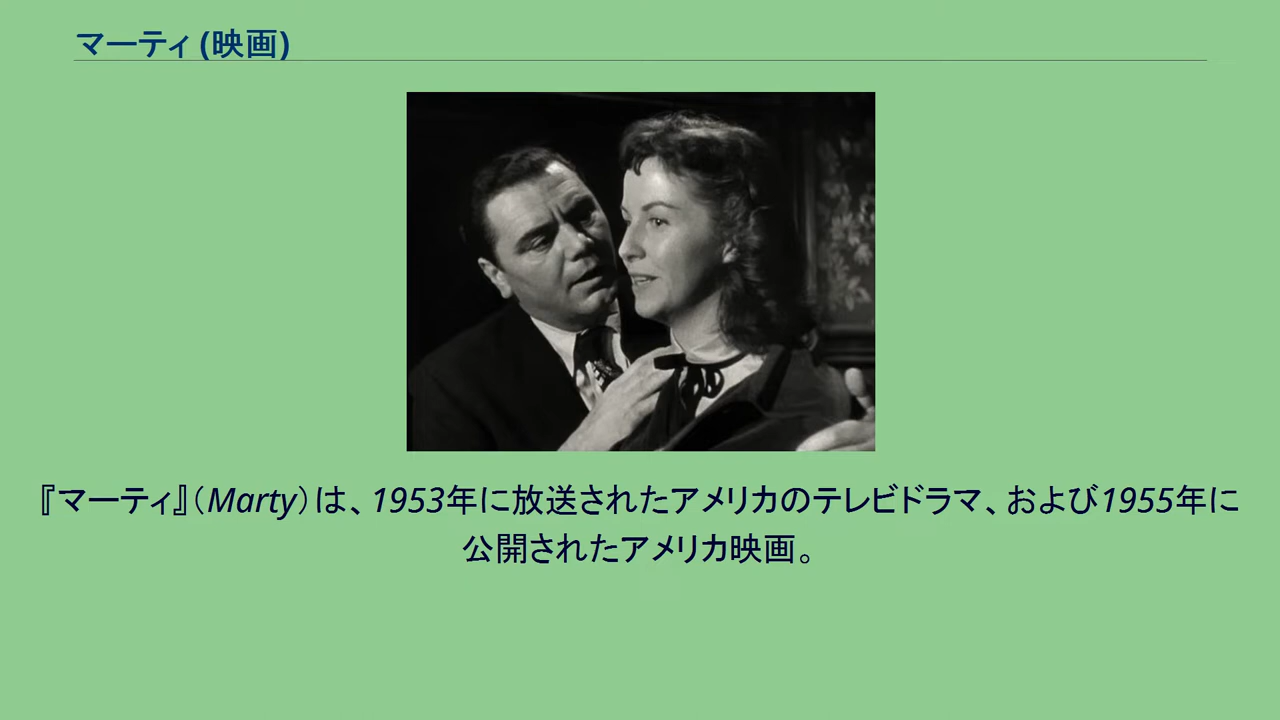 マーティ (映画)
『マーティ』（Marty）は、1953年に放送されたアメリカのテレビドラマ、および1955年に
公開されたアメリカ映画。